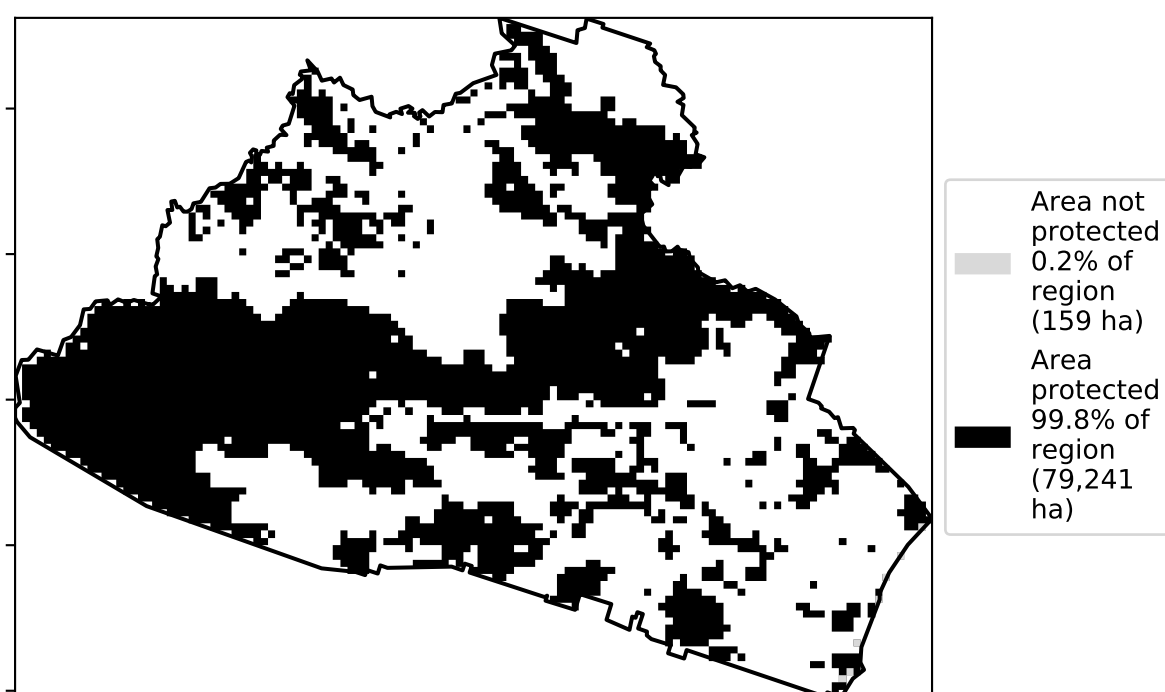 Area not
protected
0.2% of
region
(159 ha)
Area
protected
99.8% of
region
(79,241
ha)